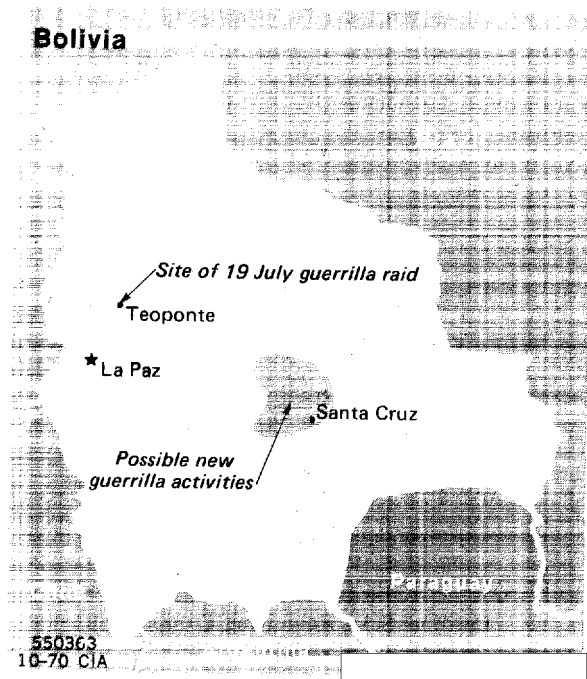 Bolivia
Site of 19 July guerrilla raid
Teoponte
La Paz
Santa Cruz
Possible new
guerrilla activities
Paraguay
550363
10-70 CIA